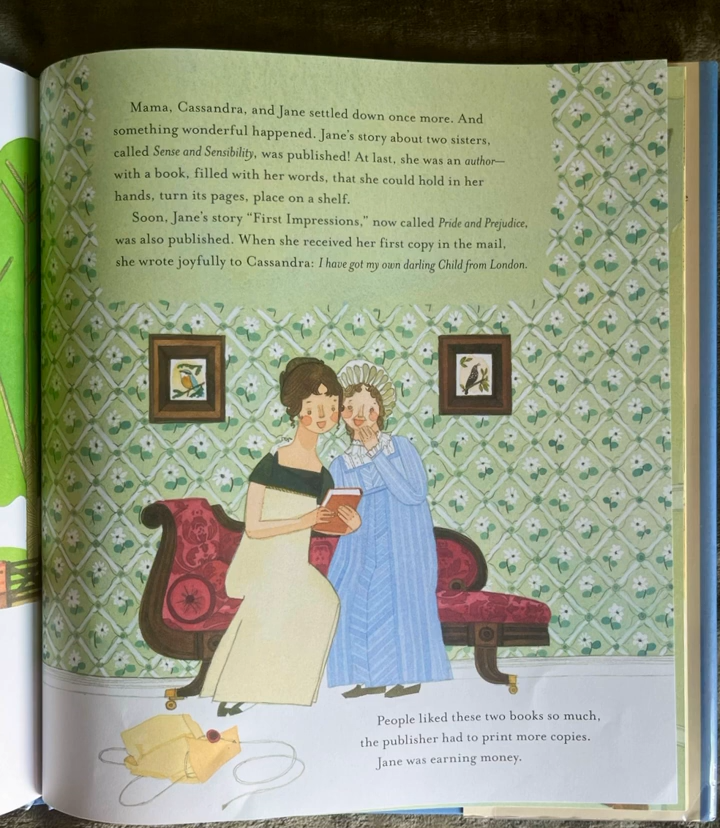 Mama, Cassandra, and Jane settled down once more. And
something wonderful happened. Jane's story about two sisters,
called Sense and Sensibility, was published! At last, she was an author—
with a book, filled with her words, that she could hold in her
hands, turn its pages, place on a shelf.
Soon, Jane's story "First Impressions," now called Pride and Prejudice,
was also published. When she received her first copy in the mail,
she wrote joyfully to Cassandra: I have got my own darling Child from London.
People liked these two books so much,
the publisher had to print more copies.
Jane was earning money.